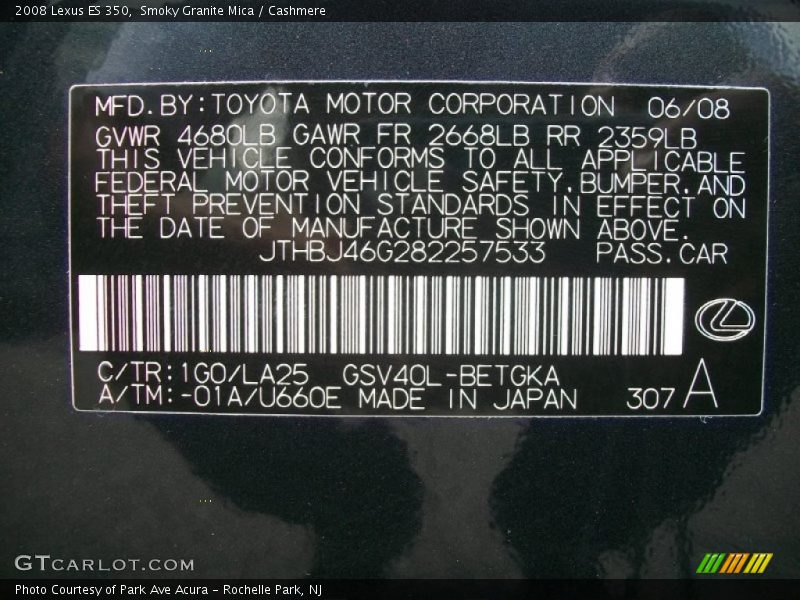 2008 Lexus ES 350,  Smoky Granite Mica / Cashmere
MFD.BY:TOYOTA MOTOR CORPORATION 06/08
GVWR 4680LB GAWR FR 2668LB RR 2359LB
THIS VEHICLE CONFORMS TO ALL APPLICABLE
FEDERAL MOTOR VEHICLE SAFETY,BUMPER,AND
THEFT PREVENTION STANDARDS IN EFFECT ON
THE DATE OF MANUFACTURE SHOWN ABOVE.
JTHBJ46G282257533 PASS.CAR
C/TR:1G0/LA25 GSV40L-BETGKA
A/TM:-01A/U660E MADE IN JAPAN 307 A
GTCARLOT.COM
Photo Courtesy of Park Ave Acura - Rochelle Park, NJ